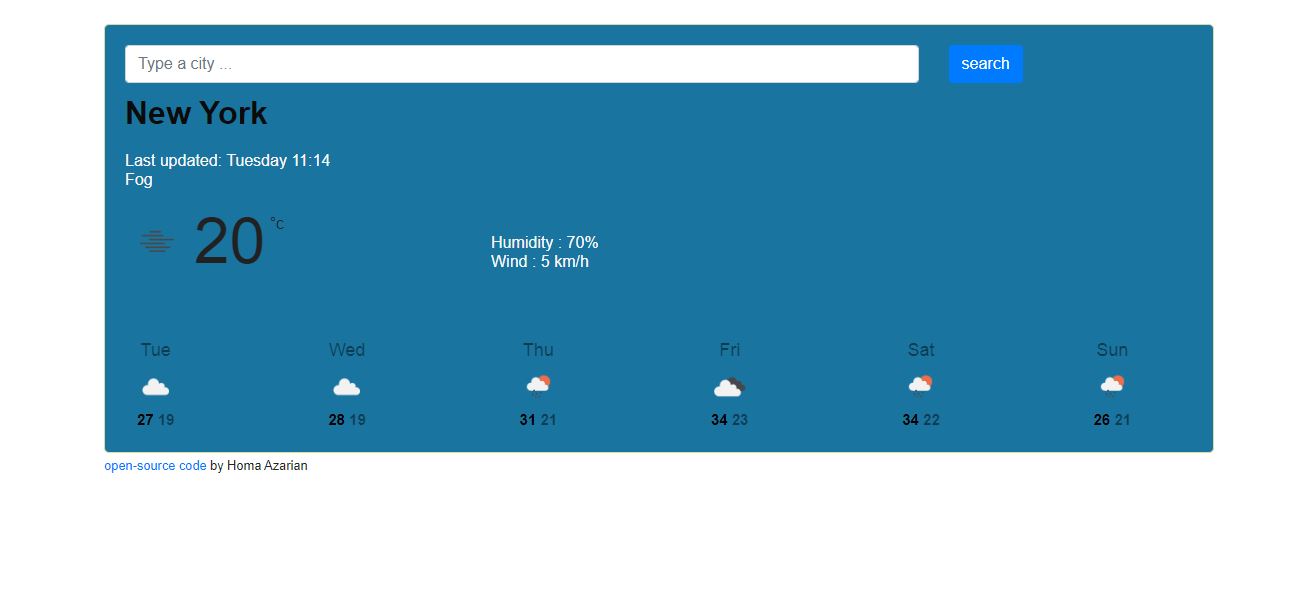 Type a city ... search
New York
Last updated: Tuesday 11:14
Fog
20 °C
Humidity : 70%
Wind : 5 km/h
Tue Wed Thu Fri Sat Sun
27 19 28 19 31 21 34 23 34 22 26 21
open-source code by Homa Azarian